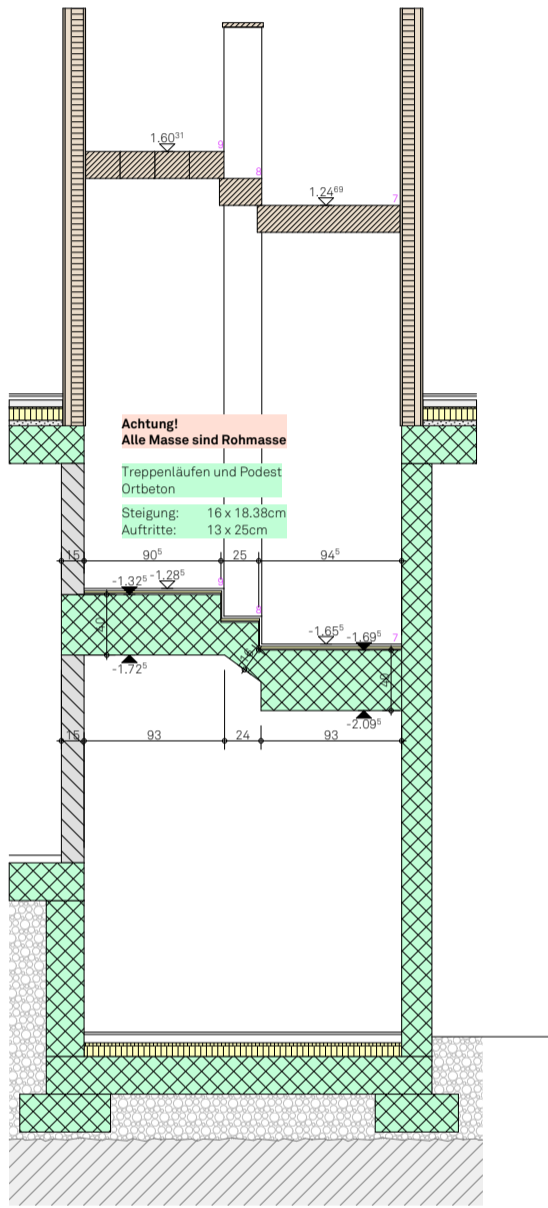 1.60³¹
9
8
1.24⁶⁹
7
Achtung!
Alle Masse sind Rohmasse
Treppenläufen und Podest
Ortbeton
Steigung: 16 x 18.38cm
Auftritte: 13 x 25cm
15 90⁵ 25 94⁵
-1.32⁵ -1.28⁵
9
8
40
-1.65⁵ -1.69⁵ 7
-1.72⁵
40
-2.09⁵
15 93 24 93